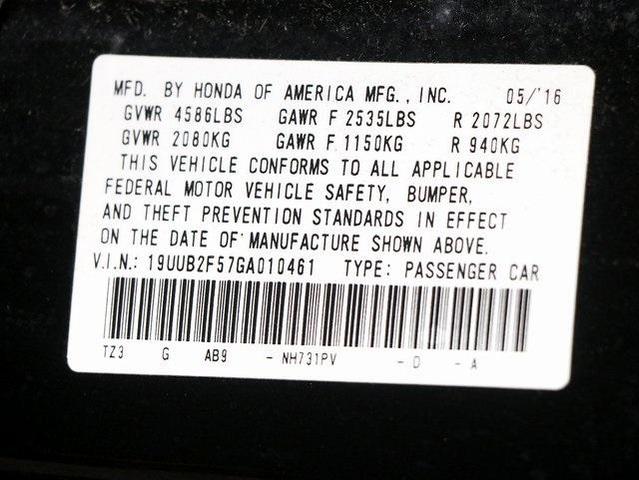 MFD. BY HONDA OF AMERICA MFG., INC. 05/'16
GVWR 4586LBS GAWR F 2535LBS R 2072LBS
GVWR 2080KG GAWR F 1150KG R 940KG
THIS VEHICLE CONFORMS TO ALL APPLICABLE
FEDERAL MOTOR VEHICLE SAFETY, BUMPER,
AND THEFT PREVENTION STANDARDS IN EFFECT
ON THE DATE OF MANUFACTURE SHOWN ABOVE.
V.I.N.: 19UUB2F57GA010461 TYPE: PASSENGER CAR
TZ3 G AB9 - NH731PV - D - A